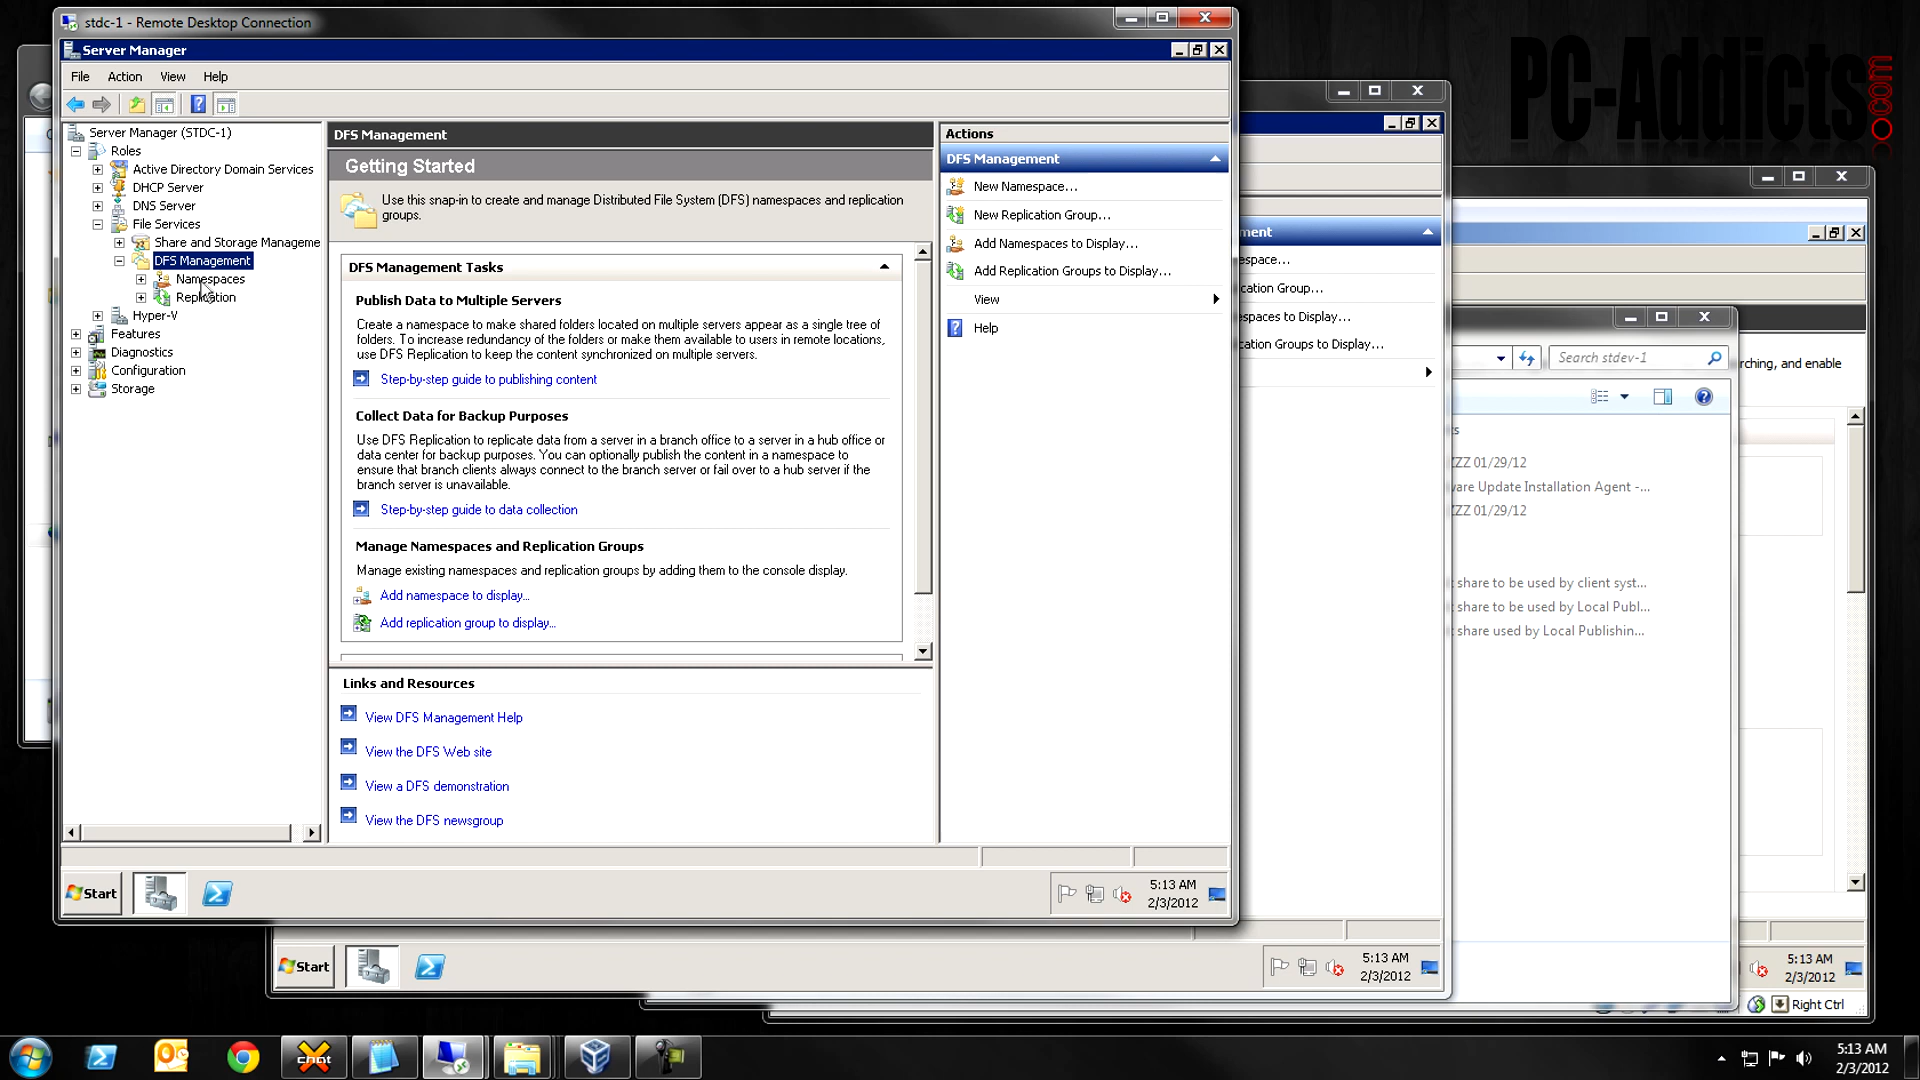 stdc-1 - Remote Desktop Connection
PC-Addicts
com
Server Manager
File Action View Help
Server Manager (STDC-1)
Roles
Active Directory Domain Services
DHCP Server
DNS Server
File Services
Share and Storage Manageme
DFS Management
Namespaces
Replication
Hyper-V
Features
Diagnostics
Configuration
Storage
DFS Management
Getting Started
Use this snap-in to create and manage Distributed File System (DFS) namespaces and replication
groups.
DFS Management Tasks
Publish Data to Multiple Servers
Create a namespace to make shared folders located on multiple servers appear as a single tree of
folders. To increase redundancy of the folders or make them available to users in remote locations,
use DFS Replication to keep the content synchronized on multiple servers.
Step-by-step guide to publishing content
Collect Data for Backup Purposes
Use DFS Replication to replicate data from a server in a branch office to a server in a hub office or
data center for backup purposes. You can optionally publish the content in a namespace to
ensure that branch clients always connect to the branch server or fail over to a hub server if the
branch server is unavailable.
Step-by-step guide to data collection
Manage Namespaces and Replication Groups
Manage existing namespaces and replication groups by adding them to the console display.
Add namespace to display...
Add replication group to display...
Links and Resources
View DFS Management Help
View the DFS Web site
View a DFS demonstration
View the DFS newsgroup
Actions
DFS Management
New Namespace...
New Replication Group...
Add Namespaces to Display...
Add Replication Groups to Display...
View
Help
ment
espace...
cation Group...
espaces to Display...
cation Groups to Display...
Search stdev-1
rching, and enable
ts
ZZZ 01/29/12
ware Update Installation Agent -...
ZZZ 01/29/12
share to be used by client syst...
share to be used by Local Publ...
share used by Local Publishin...
Start
5:13 AM
2/3/2012
Start
5:13 AM
2/3/2012
5:13 AM
2/3/2012
Right Ctrl
chat
5:13 AM
2/3/2012